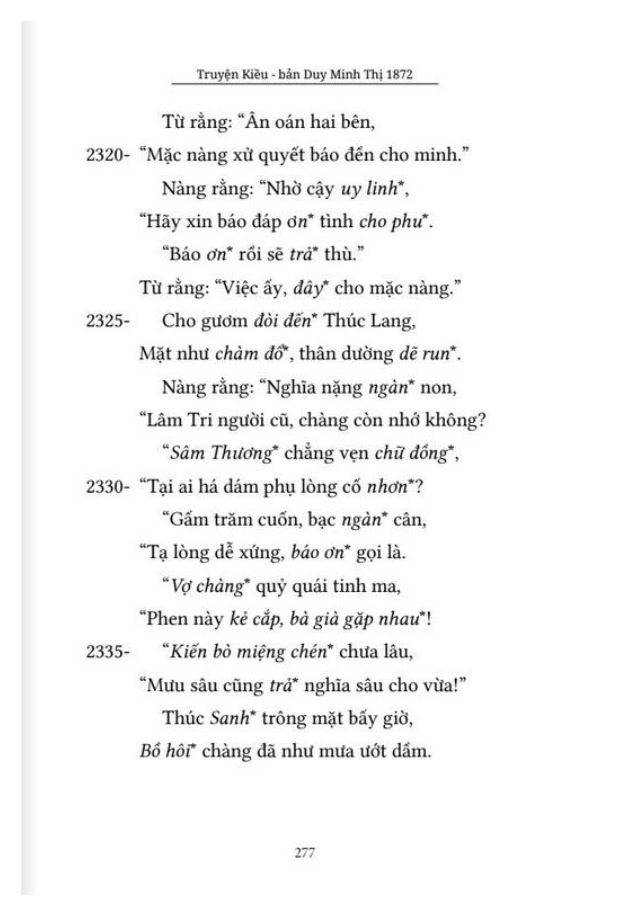 Truyện Kiều - bản Duy Minh Thị 1872
Từ rằng: “Ân oán hai bên,
2320- “Mặc nàng xử quyết báo đền cho minh.”
Nàng rằng: “Nhờ cậy uy linh*,
“Hãy xin báo đáp ơn* tình cho phu*.
“Báo ơn* rồi sẽ trả* thù.”
Từ rằng: “Việc ấy, đây* cho mặc nàng.”
2325- Cho gươm đòi đến* Thúc Lang,
Mặt như chàm đổ*, thân dường dẽ run*.
Nàng rằng: “Nghĩa nặng ngàn* non,
“Lâm Tri người cũ, chàng còn nhớ không?
“Sâm Thương* chẳng vẹn chữ đồng*,
2330- “Tại ai há dám phụ lòng cố nhơn*?
“Gấm trăm cuốn, bạc ngàn* cân,
“Tạ lòng dễ xứng, báo ơn* gọi là.
“Vợ chàng* quỷ quái tinh ma,
“Phen này kẻ cắp, bà già gặp nhau*!
2335- “Kiến bò miệng chén* chưa lâu,
“Mưu sâu cũng trả* nghĩa sâu cho vừa!”
Thúc Sanh* trông mặt bấy giờ,
Bồ hôi* chàng đã như mưa ướt dầm.
277